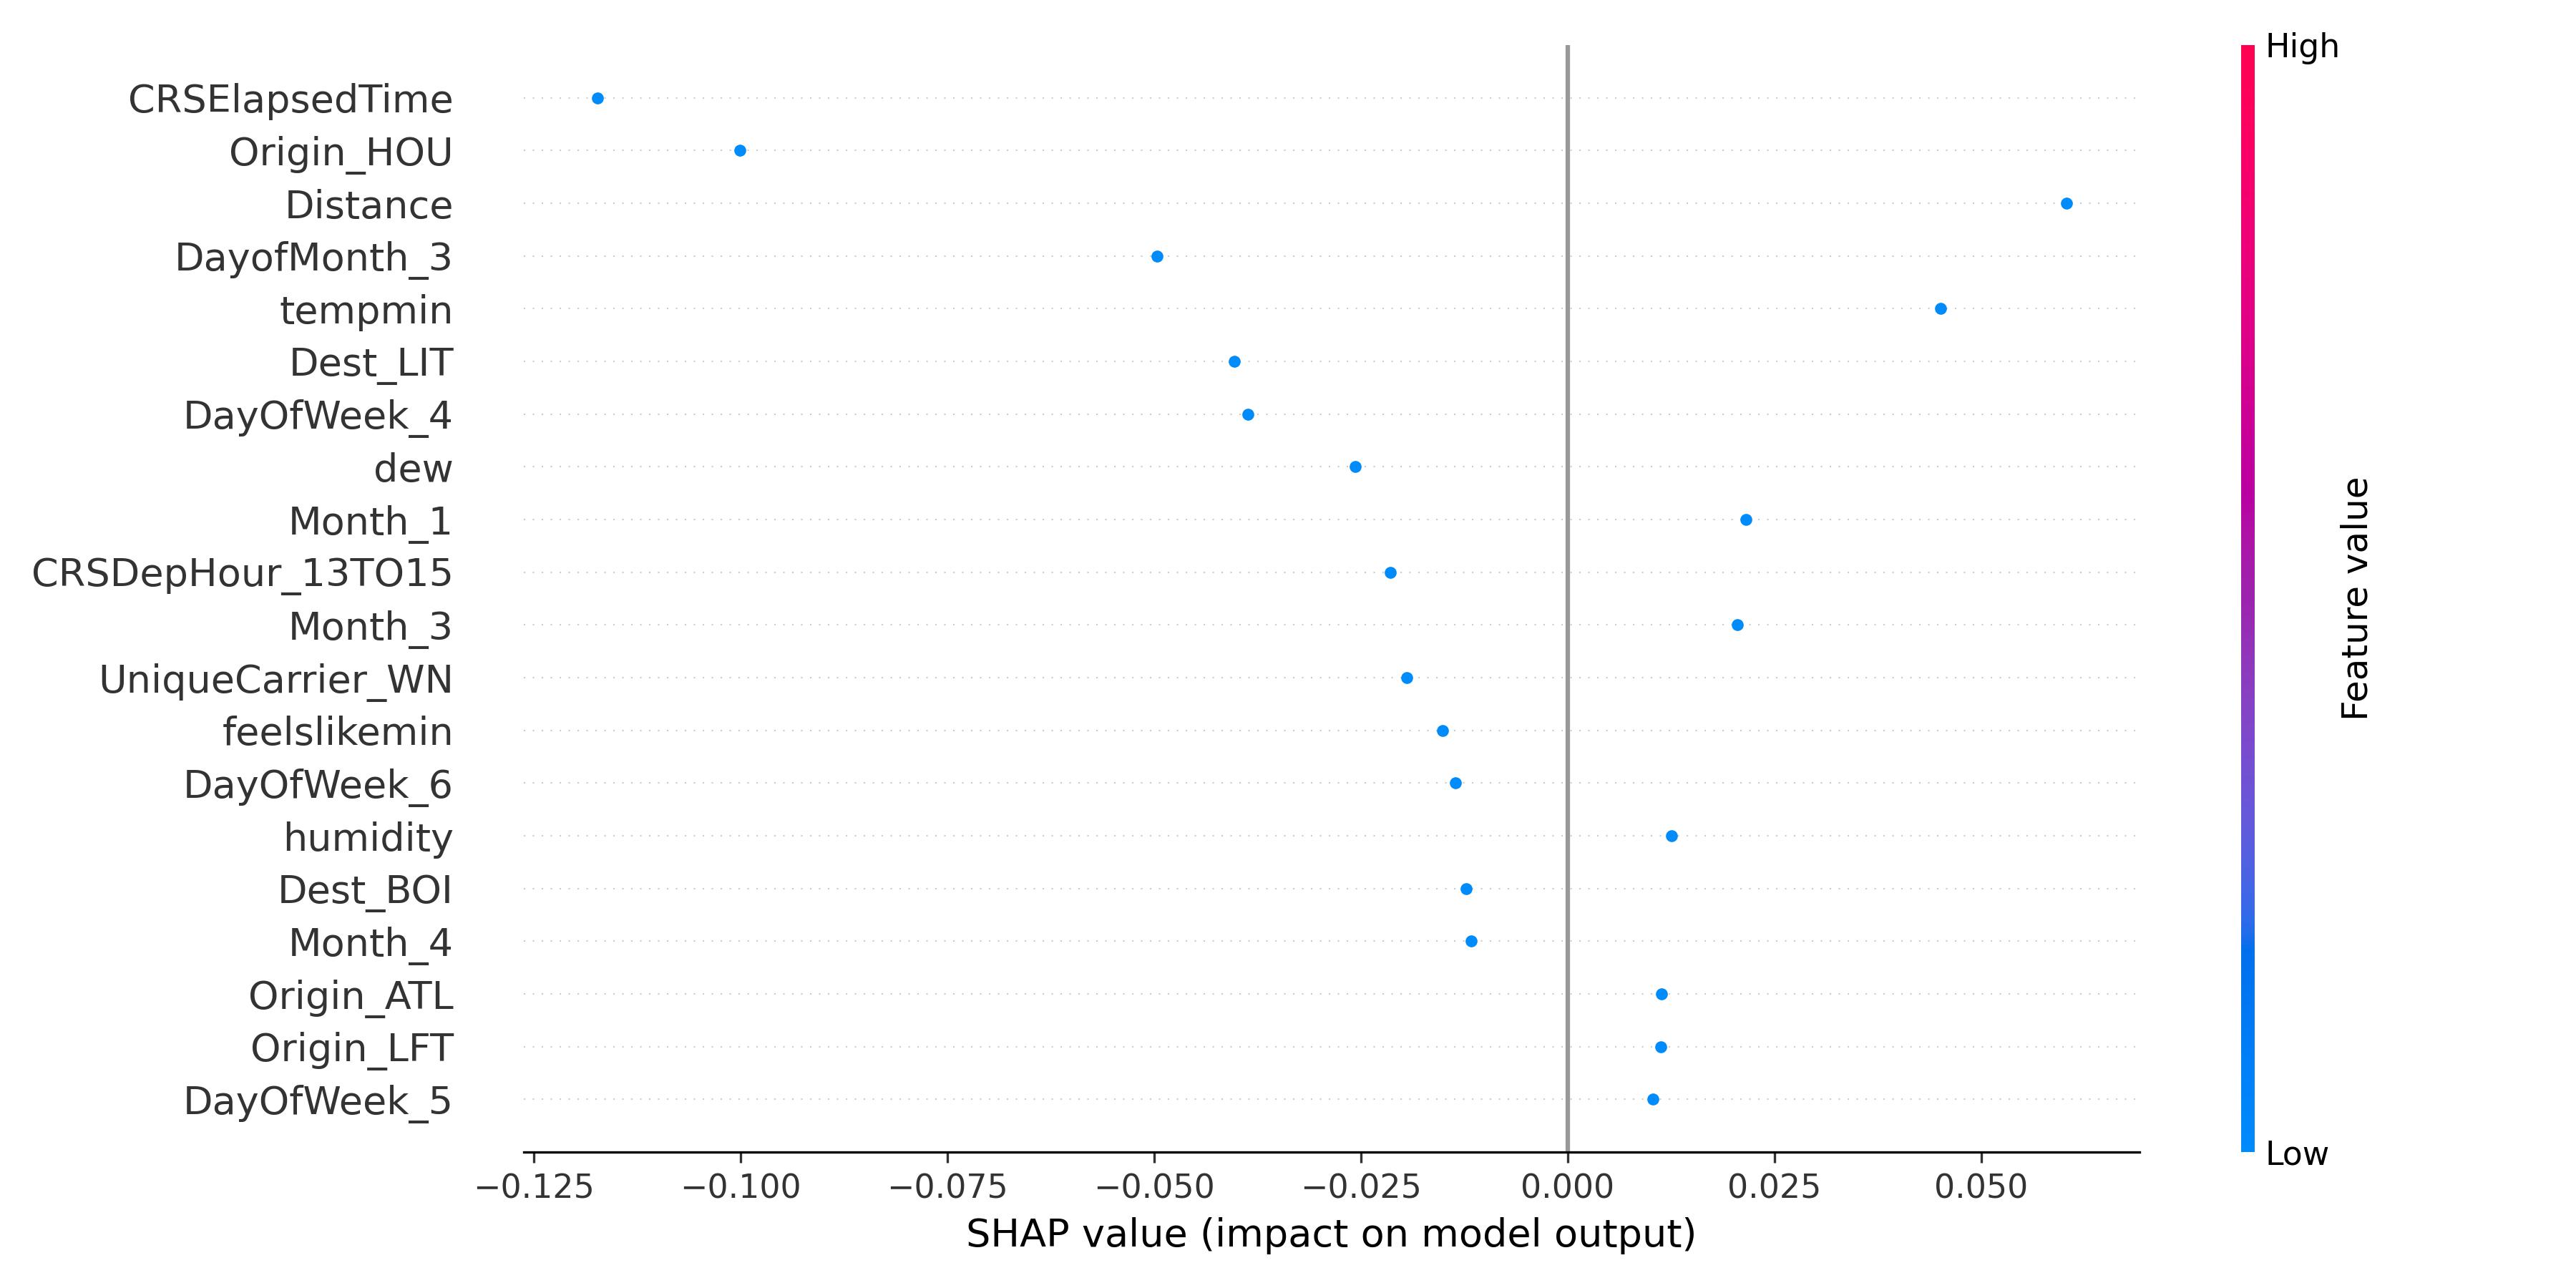 High
CRSElapsedTime
Origin_HOU
Distance
DayofMonth_3
tempmin
Dest_LIT
DayOfWeek_4
dew
Month_1
CRSDepHour_13TO15
Month_3
UniqueCarrier_WN
feelslikemin
DayOfWeek_6
humidity
Dest_BOI
Month_4
Origin_ATL
Origin_LFT
DayOfWeek_5
Feature value
Low
−0.125 −0.100 −0.075 −0.050 −0.025 0.000 0.025 0.050
SHAP value (impact on model output)